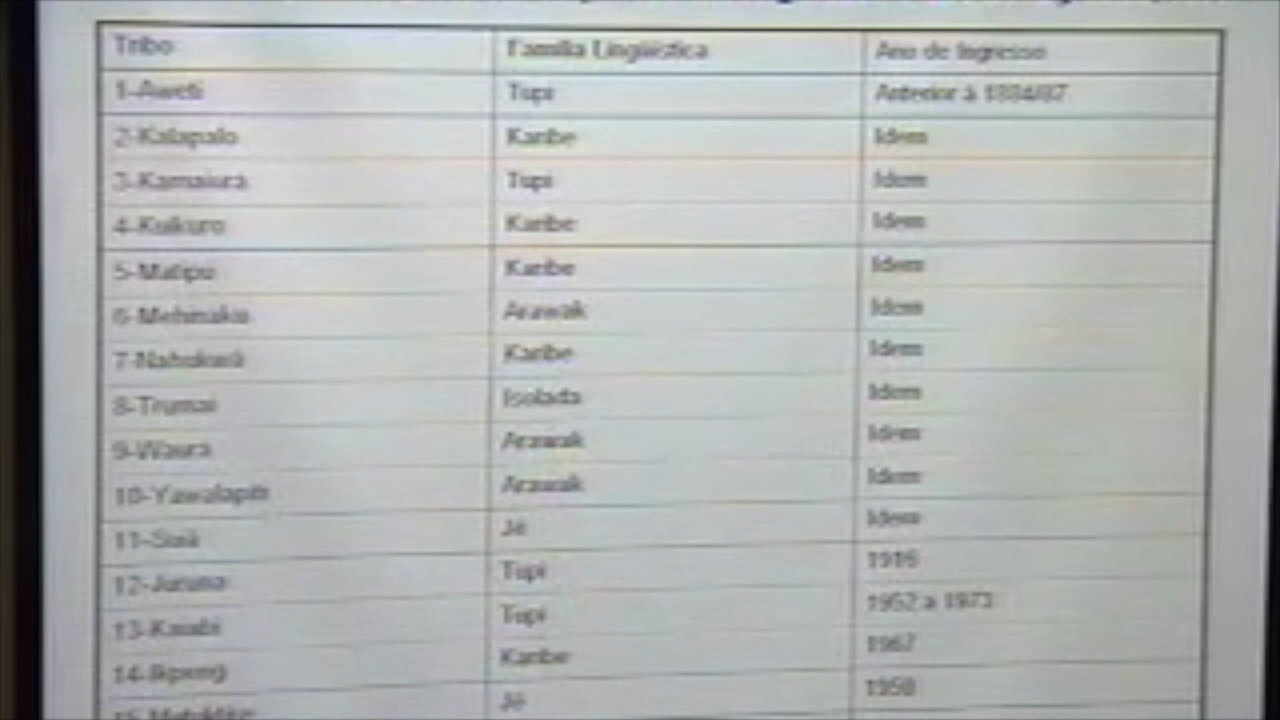 Tribo Família Lingüística Ano de Ingresso
1-Aweti Tupi Anterior à 1884/87
2-Kalapalo Karibe Idem
3-Kamaiura Tupi Idem
4-Kuikuro Karibe Idem
5-Matipu Karibe Idem
6-Mehinaku Arawak Idem
7-Nahukwá Karibe Idem
8-Trumai Isolada Idem
9-Waura Arawak Idem
10-Yawalapiti Arawak Idem
11-Suiá Jê Idem
12-Juruna Tupi 1916
13-Kaiabi Tupi 1952 a 1973
14-Ikpeng Karibe 1967
Jê